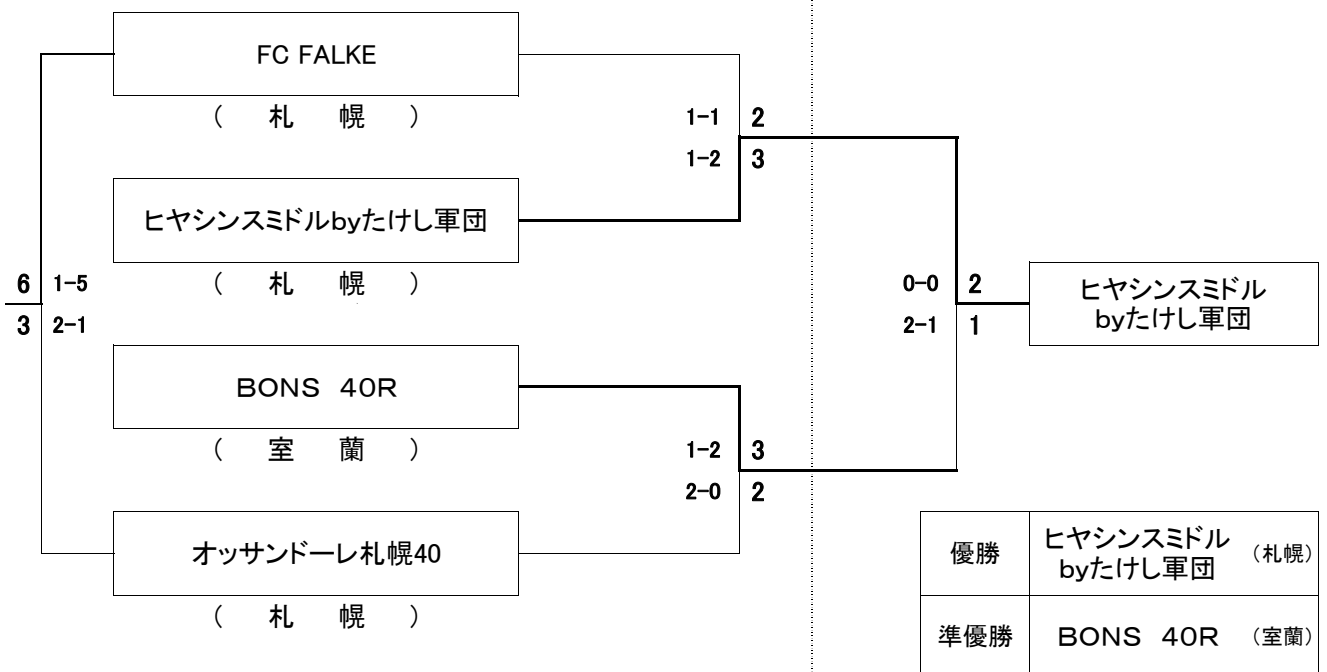 FC FALKE
（　札　幌　）
1-1 2
1-2 3
ヒヤシンスミドルbyたけし軍団
（　札　幌　）
6 1-5
3 2-1
0-0 2
2-1 1
ヒヤシンスミドル
byたけし軍団
ＢＯＮＳ　４０Ｒ
（　室　蘭　）
1-2 3
2-0 2
オッサンドーレ札幌40
（　札　幌　）
優勝
ヒヤシンスミドル
byたけし軍団
（札幌）
準優勝
ＢＯＮＳ　４０Ｒ
（室蘭）